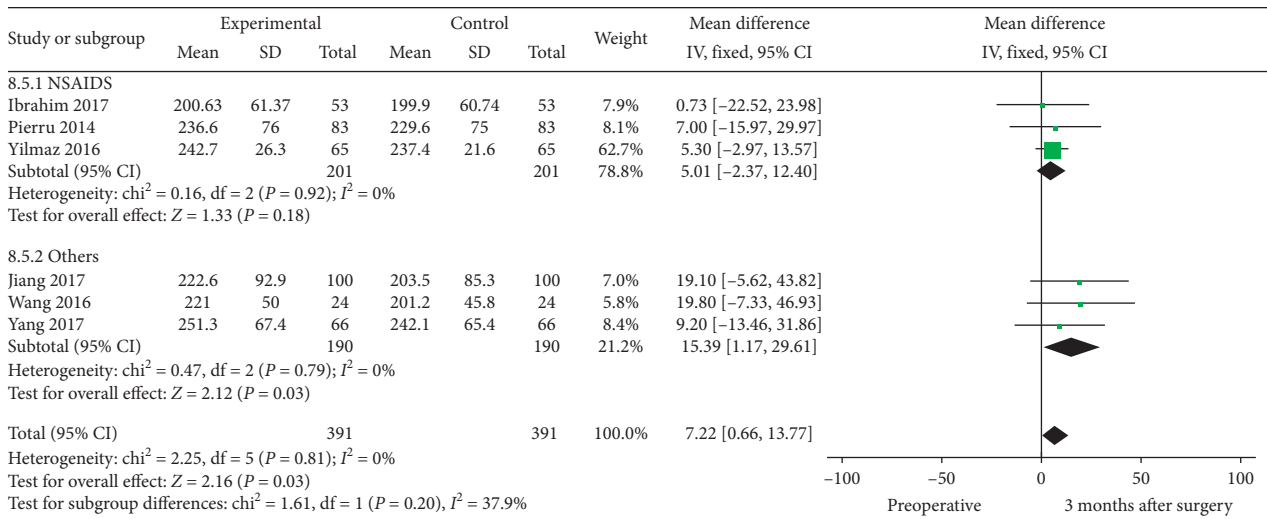 Study or subgroup Experimental Control Weight Mean difference Mean difference
Mean SD Total Mean SD Total IV, fixed, 95% CI IV, fixed, 95% CI
8.5.1 NSAIDS
Ibrahim 2017 200.63 61.37 53 199.9 60.74 53 7.9% 0.73 [–22.52, 23.98]
Pierru 2014 236.6 76 83 229.6 75 83 8.1% 7.00 [–15.97, 29.97]
Yilmaz 2016 242.7 26.3 65 237.4 21.6 65 62.7% 5.30 [–2.97, 13.57]
Subtotal (95% CI) 201 201 78.8% 5.01 [–2.37, 12.40]
Heterogeneity: chi² = 0.16, df = 2 (P = 0.92); I² = 0%
Test for overall effect: Z = 1.33 (P = 0.18)
8.5.2 Others
Jiang 2017 222.6 92.9 100 203.5 85.3 100 7.0% 19.10 [–5.62, 43.82]
Wang 2016 221 50 24 201.2 45.8 24 5.8% 19.80 [–7.33, 46.93]
Yang 2017 251.3 67.4 66 242.1 65.4 66 8.4% 9.20 [–13.46, 31.86]
Subtotal (95% CI) 190 190 21.2% 15.39 [1.17, 29.61]
Heterogeneity: chi² = 0.47, df = 2 (P = 0.79); I² = 0%
Test for overall effect: Z = 2.12 (P = 0.03)
Total (95% CI) 391 391 100.0% 7.22 [0.66, 13.77]
Heterogeneity: chi² = 2.25, df = 5 (P = 0.81); I² = 0%
Test for overall effect: Z = 2.16 (P = 0.03)
Test for subgroup differences: chi² = 1.61, df = 1 (P = 0.20), I² = 37.9%
–100 –50 0 50 100
Preoperative 3 months after surgery